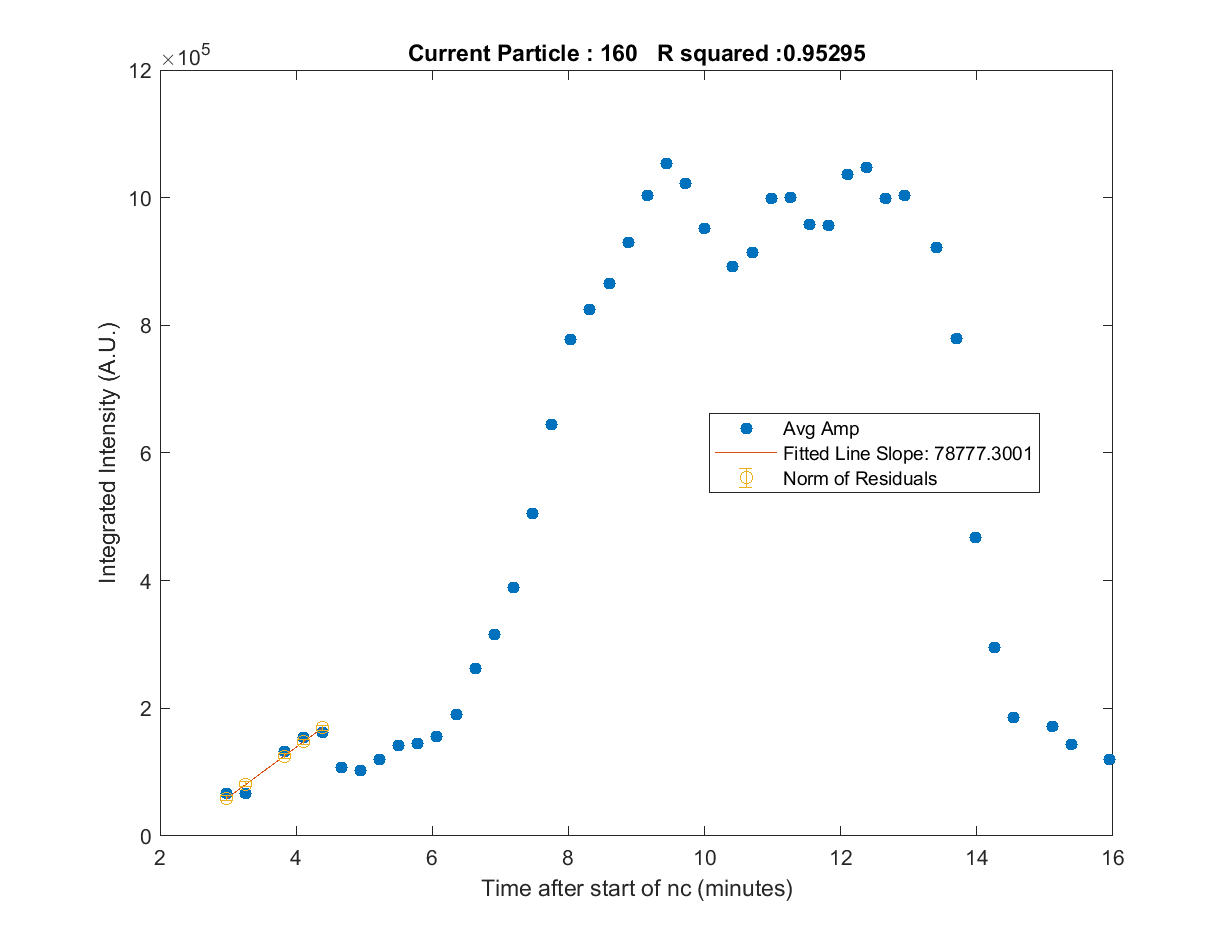 Current Particle : 160 R squared :0.95295
×10^5
12
10
8
6
4
2
0
Integrated Intensity (A.U.)
Avg Amp
Fitted Line Slope: 78777.3001
Norm of Residuals
2 4 6 8 10 12 14 16
Time after start of nc (minutes)